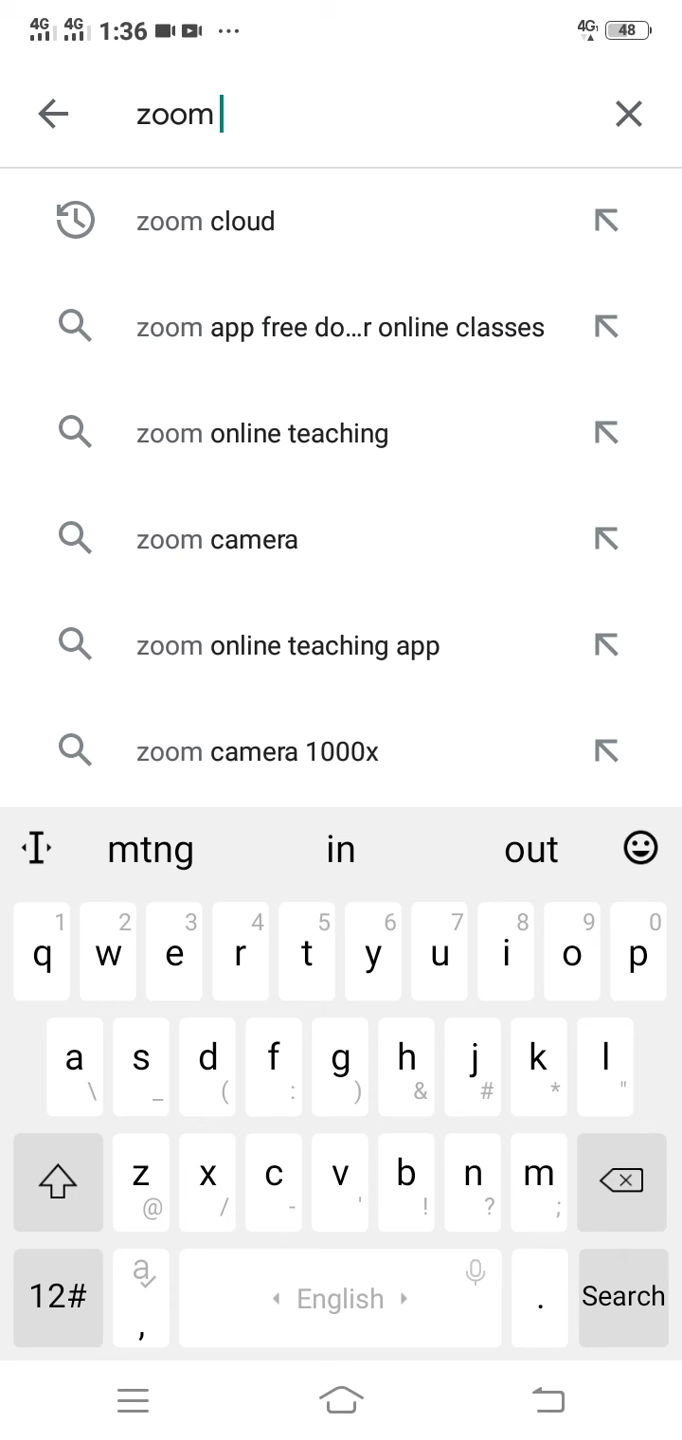 4G 4G 1:36 ... 4G 48
zoom
zoom cloud
zoom app free do...r online classes
zoom online teaching
zoom camera
zoom online teaching app
zoom camera 1000x
mtng in out
1 2 3 4 5 6 7 8 9 0
q w e r t y u i o p
a s d f g h j k l
\ _ ( : ) & # * "
z x c v b n m
@ / - ' ! ? ;
12# a , English . Search